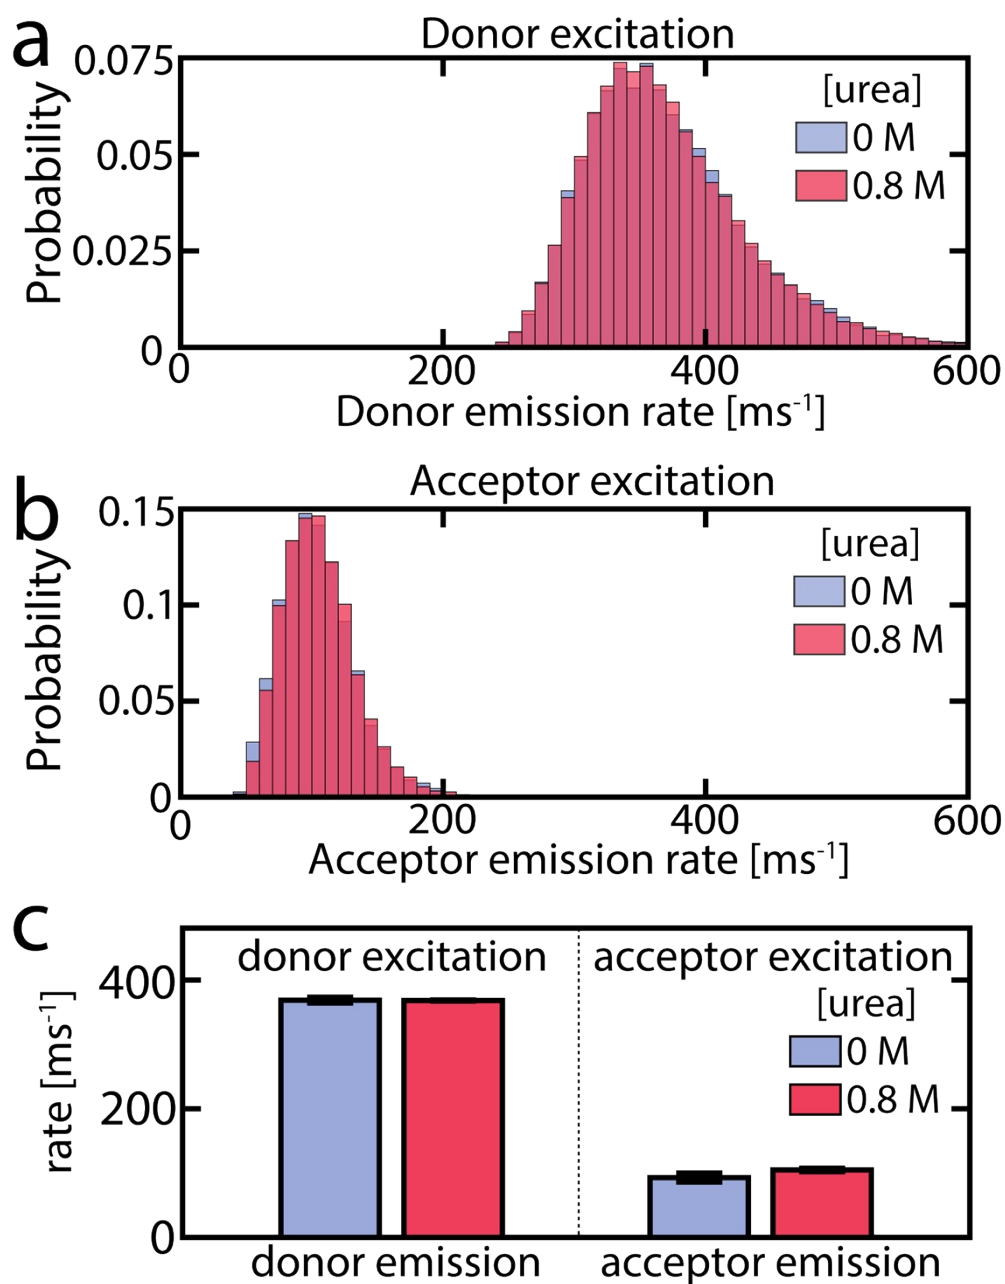 a
Donor excitation
Probability
0.075
0.05
0.025
0
[urea]
0 M
0.8 M
0 200 400 600
Donor emission rate [ms⁻¹]
b
Acceptor excitation
Probability
0.15
0.1
0.05
0
[urea]
0 M
0.8 M
0 200 400 600
Acceptor emission rate [ms⁻¹]
c
rate [ms⁻¹]
400
200
0
donor excitation acceptor excitation
[urea]
0 M
0.8 M
donor emission acceptor emission